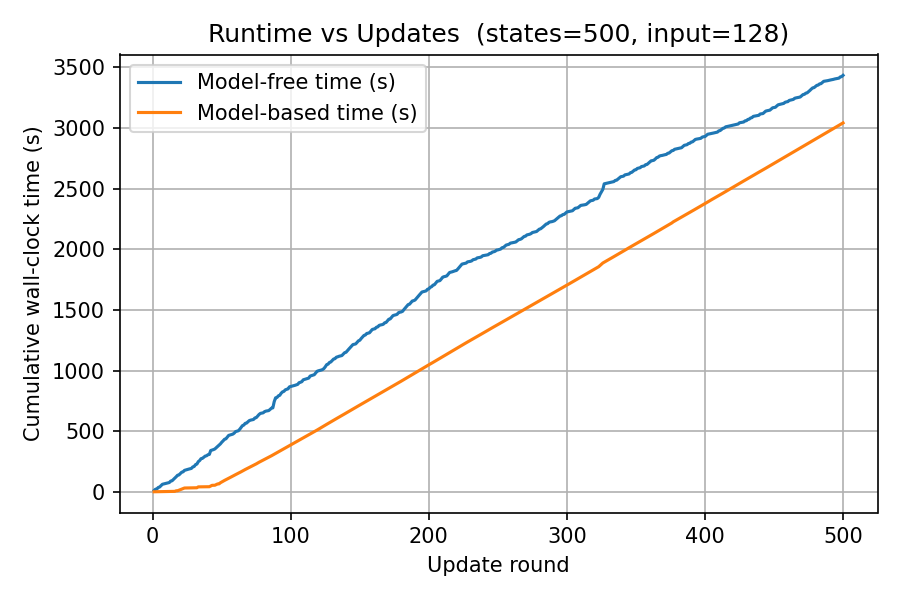 Runtime vs Updates  (states=500, input=128)
Model-free time (s)
Model-based time (s)
Cumulative wall-clock time (s)
3500
3000
2500
2000
1500
1000
500
0
0 100 200 300 400 500
Update round